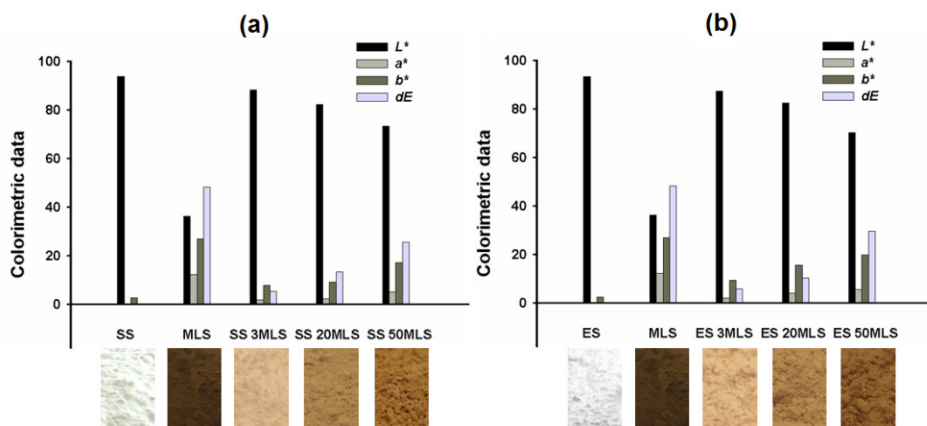 (a)
L*
a*
b*
dE
100
80
60
40
20
0
Colorimetric data
SS MLS SS 3MLS SS 20MLS SS 50MLS
(b)
L*
a*
b*
dE
100
80
60
40
20
0
Colorimetric data
ES MLS ES 3MLS ES 20MLS ES 50MLS